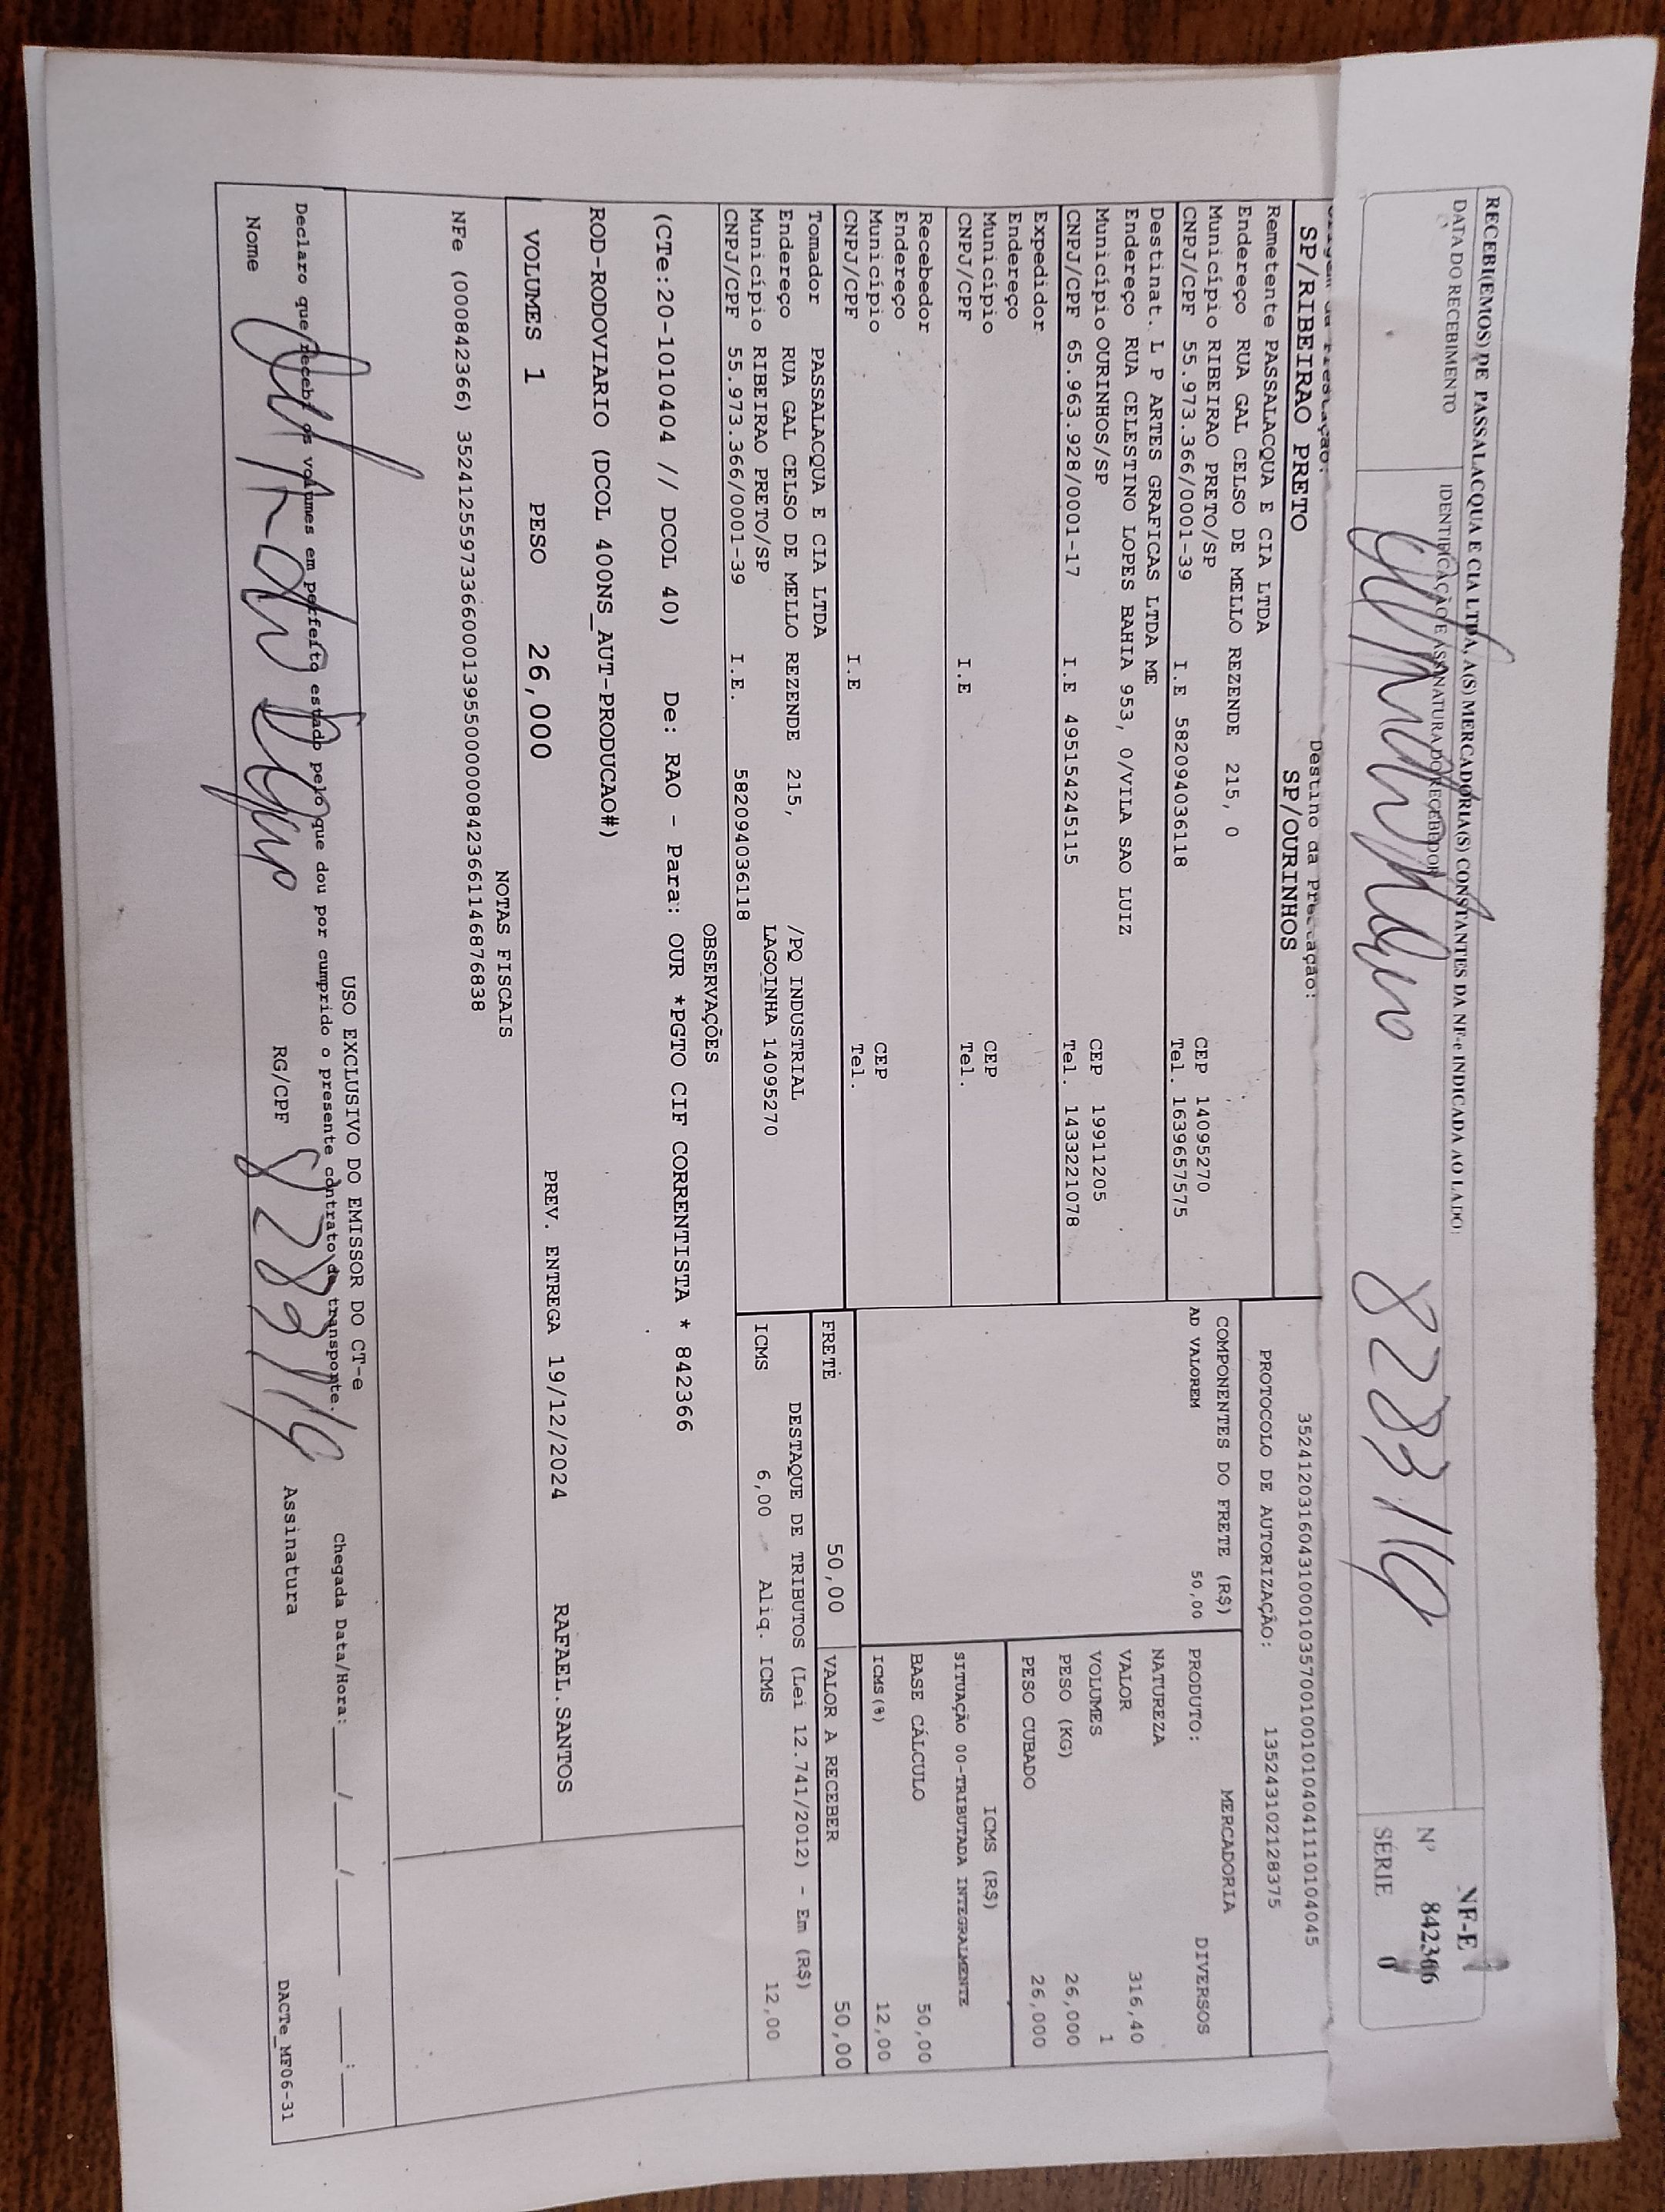 RECEBI(EMOS) DE PASSALACQUA E CIA LTDA, A(S) MERCADORIA(S) CONSTANTES DA NF-e INDICADA AO LADO
DATA DO RECEBIMENTO
IDENTIFICAÇÃO E ASSINATURA DO RECEBEDOR
8228311g
NF-E
Nº 842366
SÉRIE 0
Destino da Prestação:
SP/RIBEIRAO PRETO
SP/OURINHOS
Remetente PASSALACQUA E CIA LTDA
Endereço RUA GAL CELSO DE MELLO REZENDE 215, 0
Município RIBEIRAO PRETO/SP CEP 14095270
CNPJ/CPF 55.973.366/0001-39 I.E 582094036118 Tel. 1639657575
Destinat. L P ARTES GRAFICAS LTDA ME
Endereço RUA CELESTINO LOPES BAHIA 953, 0/VILA SAO LUIZ
Município OURINHOS/SP CEP 19911205
CNPJ/CPF 65.963.928/0001-17 I.E 495154245115 Tel. 1433221078
Expedidor
Endereço
Município CEP
CNPJ/CPF I.E Tel.
Recebedor
Endereço
Município CEP
CNPJ/CPF I.E Tel.
Tomador PASSALACQUA E CIA LTDA
Endereço RUA GAL CELSO DE MELLO REZENDE 215, /PQ INDUSTRIAL
Município RIBEIRAO PRETO/SP LAGOINHA 14095270
CNPJ/CPF 55.973.366/0001-39 I.E. 582094036118
35241203160431000103570010010104041110104045
PROTOCOLO DE AUTORIZAÇÃO: 135243102128375
COMPONENTES DO FRETE (R$)
AD VALOREM 50,00
MERCADORIA
PRODUTO: DIVERSOS
NATUREZA
VALOR 316,40
VOLUMES 1
PESO (KG) 26,000
PESO CUBADO 26,000
ICMS (R$)
SITUAÇÃO 00-TRIBUTADA INTEGRALMENTE
BASE CÁLCULO 50,00
ICMS(%) 12,00
FRETE 50,00 VALOR A RECEBER 50,00
DESTAQUE DE TRIBUTOS (Lei 12.741/2012) - Em (R$)
ICMS 6,00 Aliq. ICMS 12,00
OBSERVAÇÕES
(CTe:20-1010404 // DCOL 40) De: RAO - Para: OUR *PGTO CIF CORRENTISTA * 842366
ROD-RODOVIARIO (DCOL 400NS_AUT-PRODUCAO#)
VOLUMES 1 PESO 26,000 PREV. ENTREGA 19/12/2024 RAFAEL.SANTOS
NOTAS FISCAIS
NFe (000842366) 35241255973366000139550000008423661146876838
USO EXCLUSIVO DO EMISSOR DO CT-e
Declaro que recebi os volumes em perfeito estado pelo que dou por cumprido o presente contrato de transporte. Chegada Data/Hora: ____/____/______ ___:___
Nome RG/CPF 8228311g Assinatura
DACTe_MF06-31